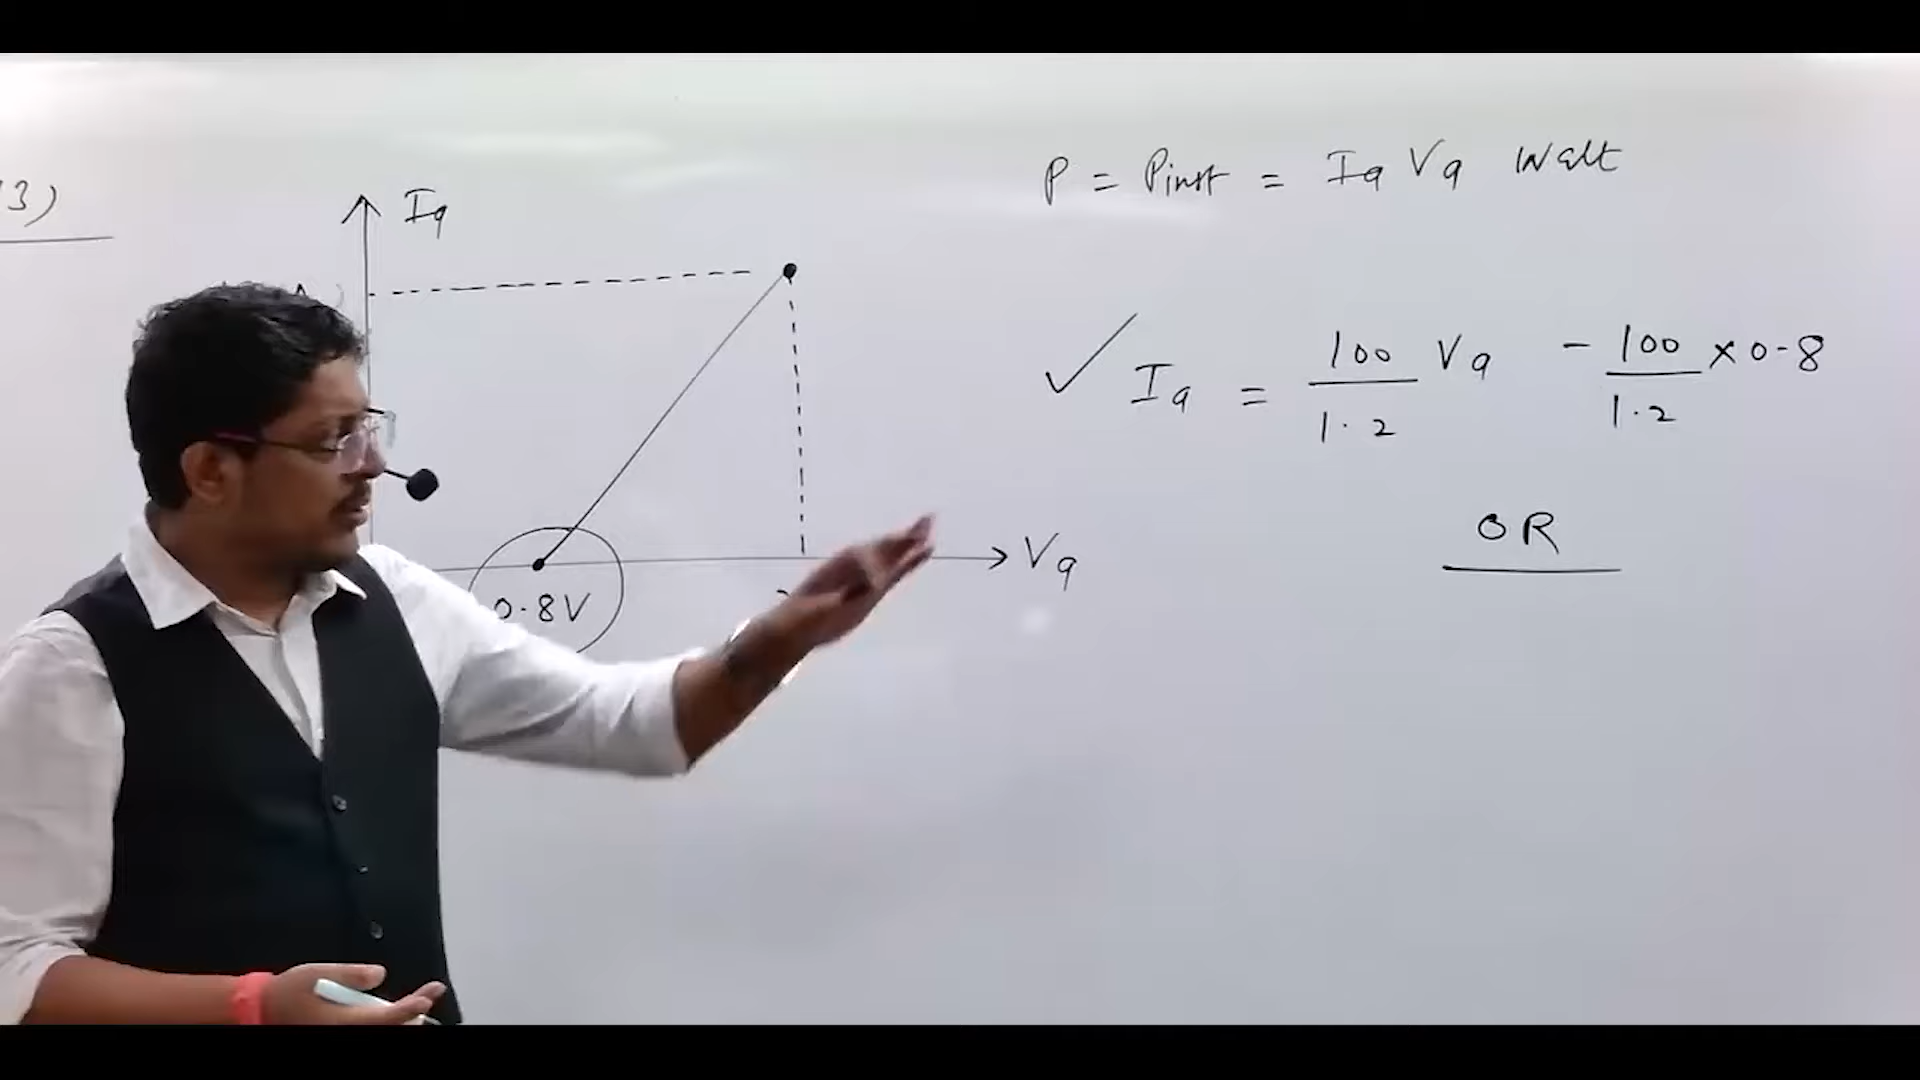 3)
Ia
P = Pinst = Ia Va Watt
Ia = 100/1.2 Va - 100/1.2 × 0.8
OR
Va
0.8V